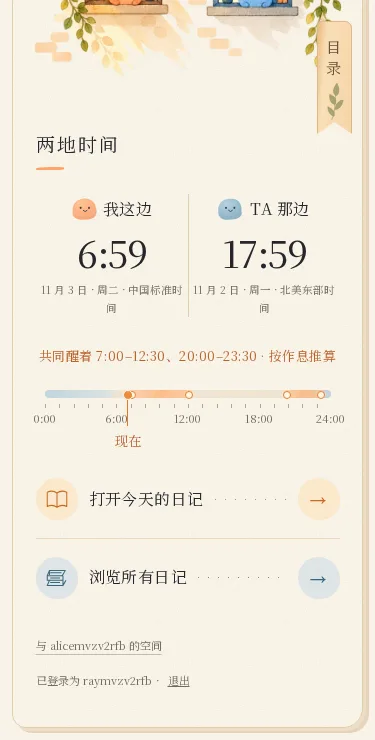 目
录
两地时间
我这边
TA 那边
6:59
17:59
11 月 3 日 · 周二 · 中国标准时
间
11 月 2 日 · 周一 · 北美东部时
间
共同醒着 7:00–12:30、20:00–23:30 · 按作息推算
0:00 6:00 12:00 18:00 24:00
现在
打开今天的日记 →
浏览所有日记 →
与 alicemvzv2rfb 的空间
已登录为 raymvzv2rfb · 退出